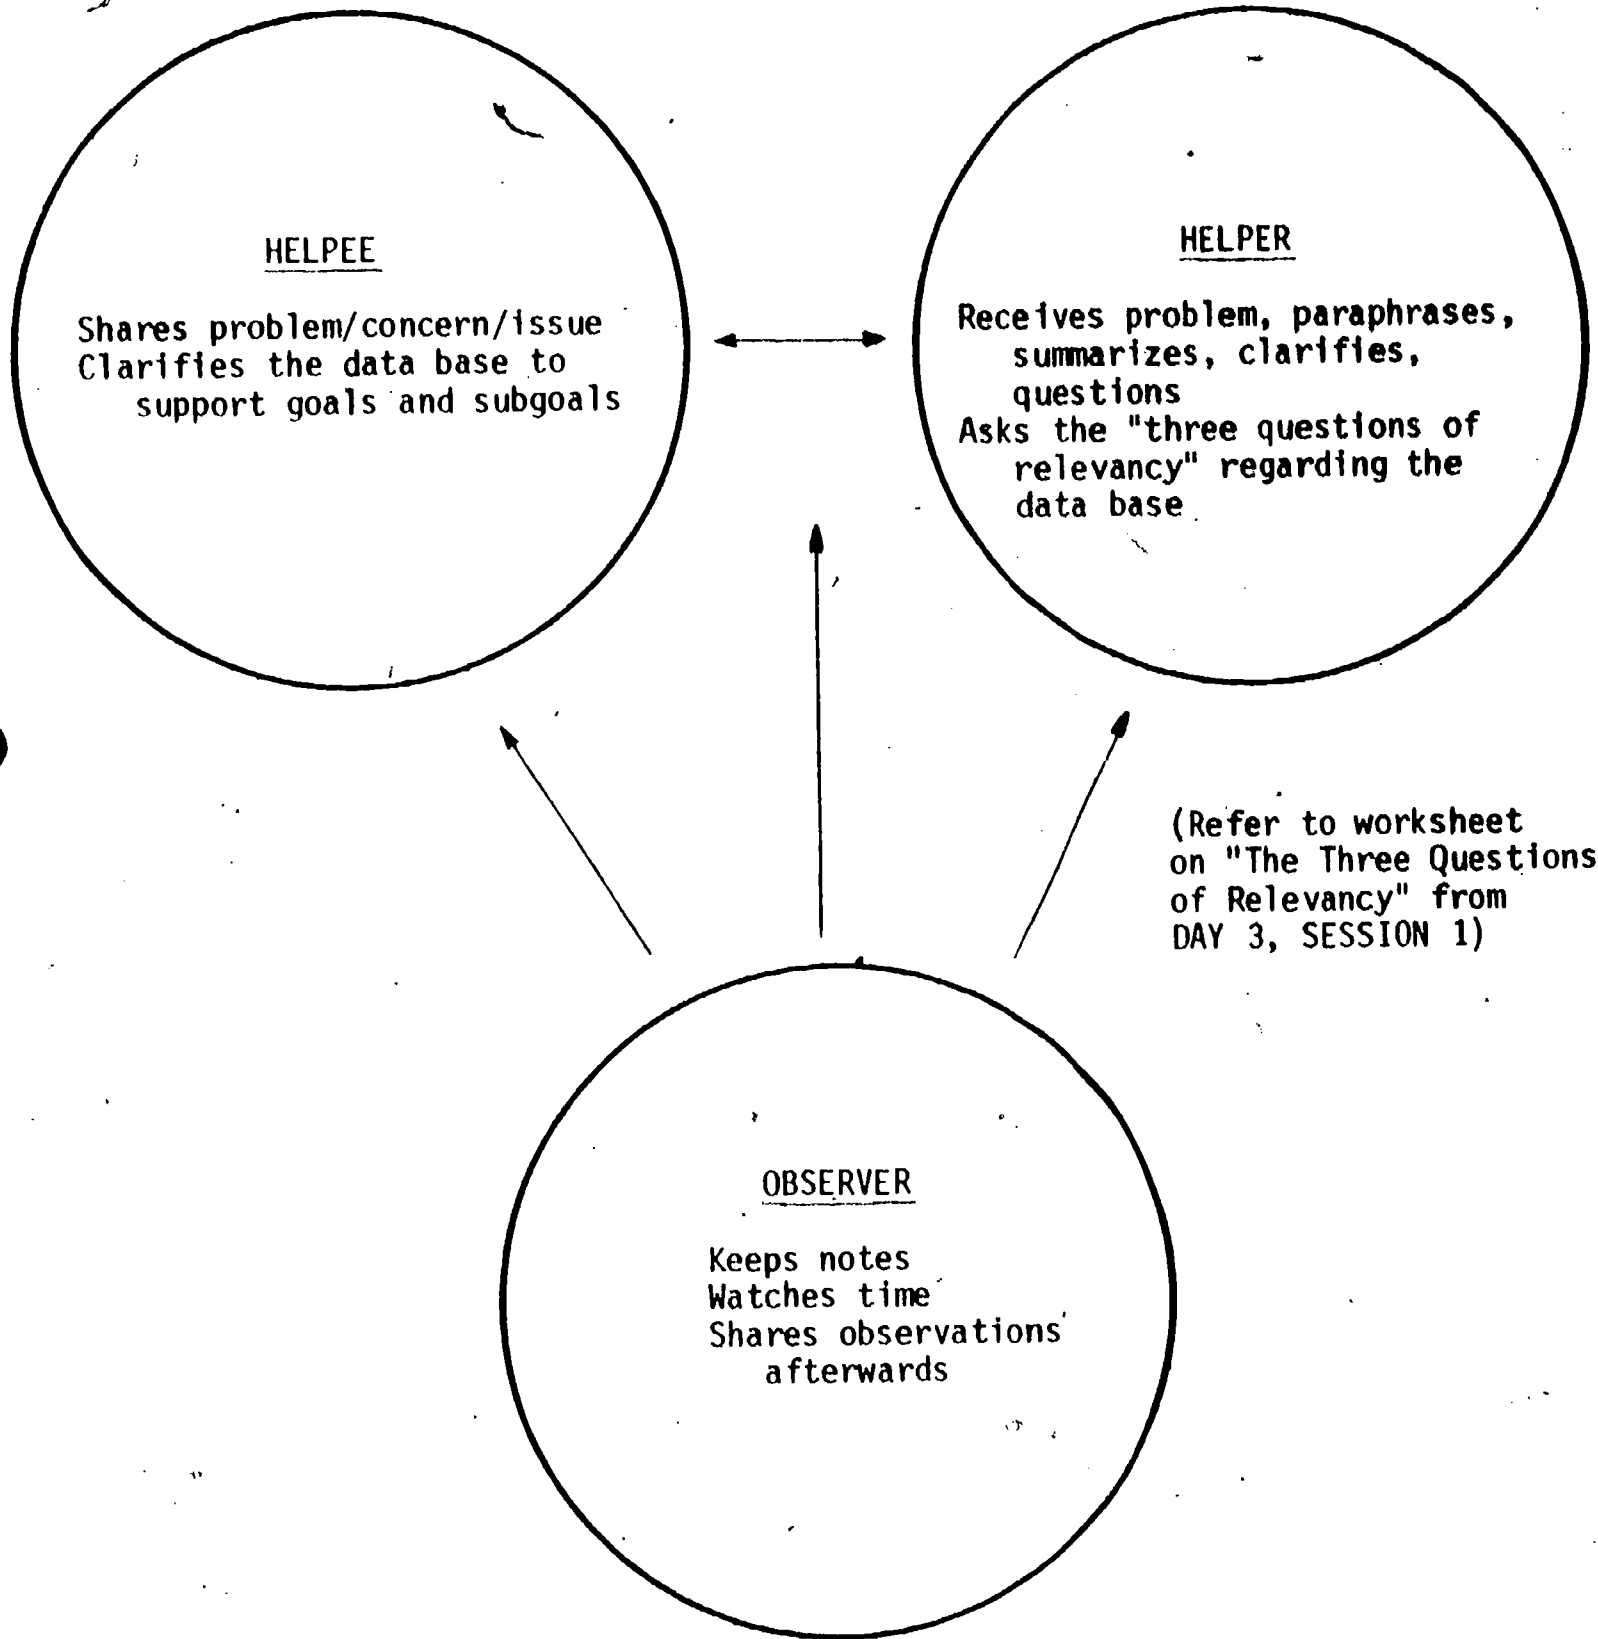 HELPEE
Shares problem/concern/issue
Clarifies the data base to
support goals and subgoals
HELPER
Receives problem, paraphrases,
summarizes, clarifies,
questions
Asks the "three questions of
relevancy" regarding the
data base
(Refer to worksheet
on "The Three Questions
of Relevancy" from
DAY 3, SESSION 1)
OBSERVER
Keeps notes
Watches time
Shares observations
afterwards